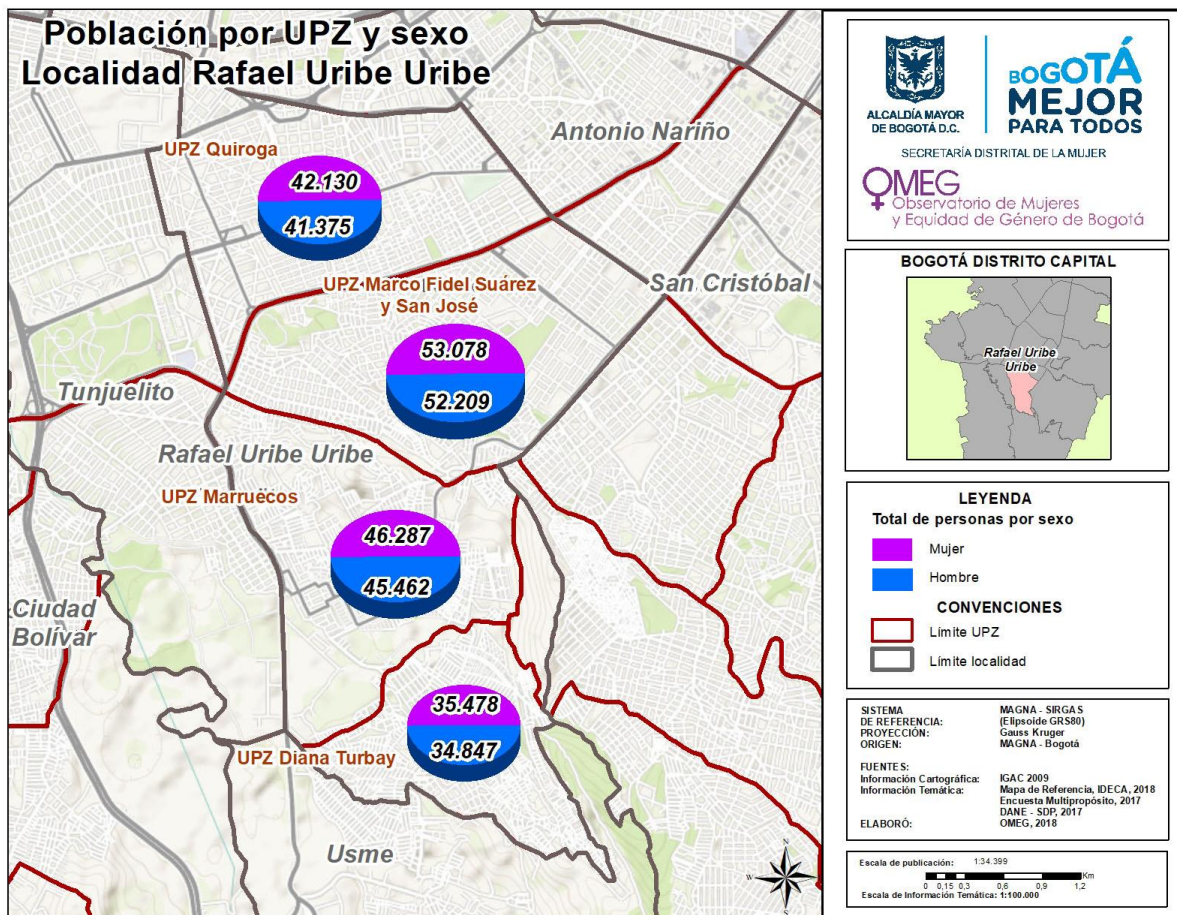 Población por UPZ y sexo
Localidad Rafael Uribe Uribe
Antonio Nariño
UPZ Quiroga
42.130
41.375
UPZ Marco Fidel Suárez
y San José
San Cristóbal
53.078
52.209
Tunjuelito
Rafael Uribe Uribe
UPZ Marruecos
46.287
45.462
Ciudad
Bolívar
35.478
34.847
UPZ Diana Turbay
Usme
N
W
E
S
ALCALDÍA MAYOR
DE BOGOTÁ D.C.
BOGOTÁ
MEJOR
PARA TODOS
SECRETARÍA DISTRITAL DE LA MUJER
OMEG
Observatorio de Mujeres
y Equidad de Género de Bogotá
BOGOTÁ DISTRITO CAPITAL
Rafael Uribe
Uribe
LEYENDA
Total de personas por sexo
Mujer
Hombre
CONVENCIONES
Límite UPZ
Límite localidad
SISTEMA MAGNA - SIRGAS
DE REFERENCIA: (Elipsoide GRS80)
PROYECCIÓN: Gauss Kruger
ORIGEN: MAGNA - Bogotá
FUENTES:
Información Cartográfica: IGAC 2009
Información Temática: Mapa de Referencia, IDECA, 2018
Encuesta Multipropósito, 2017
DANE - SDP, 2017
ELABORÓ: OMEG, 2018
Escala de publicación: 1:34.399
Km
0 0,15 0,3 0,6 0,9 1,2
Escala de Información Temática: 1:100.000